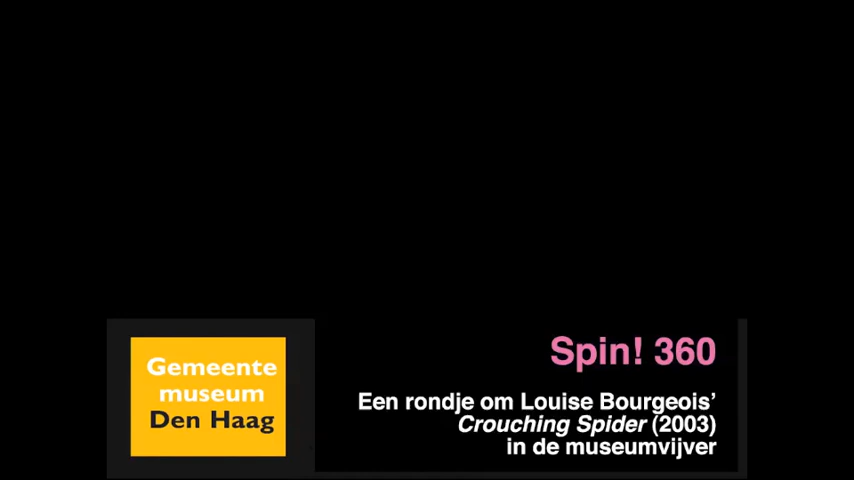 Gemeente
museum
Den Haag
Spin! 360
Een rondje om Louise Bourgeois’
Crouching Spider (2003)
in de museumvijver